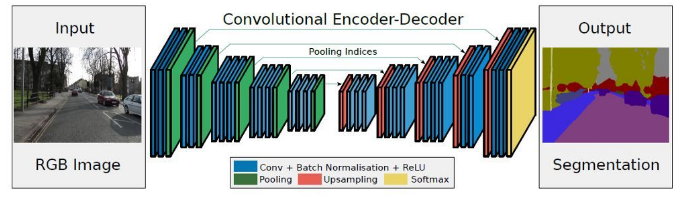 Input
RGB Image
Convolutional Encoder-Decoder
Pooling Indices
Conv + Batch Normalisation + ReLU
Pooling Upsampling Softmax
Output
Segmentation